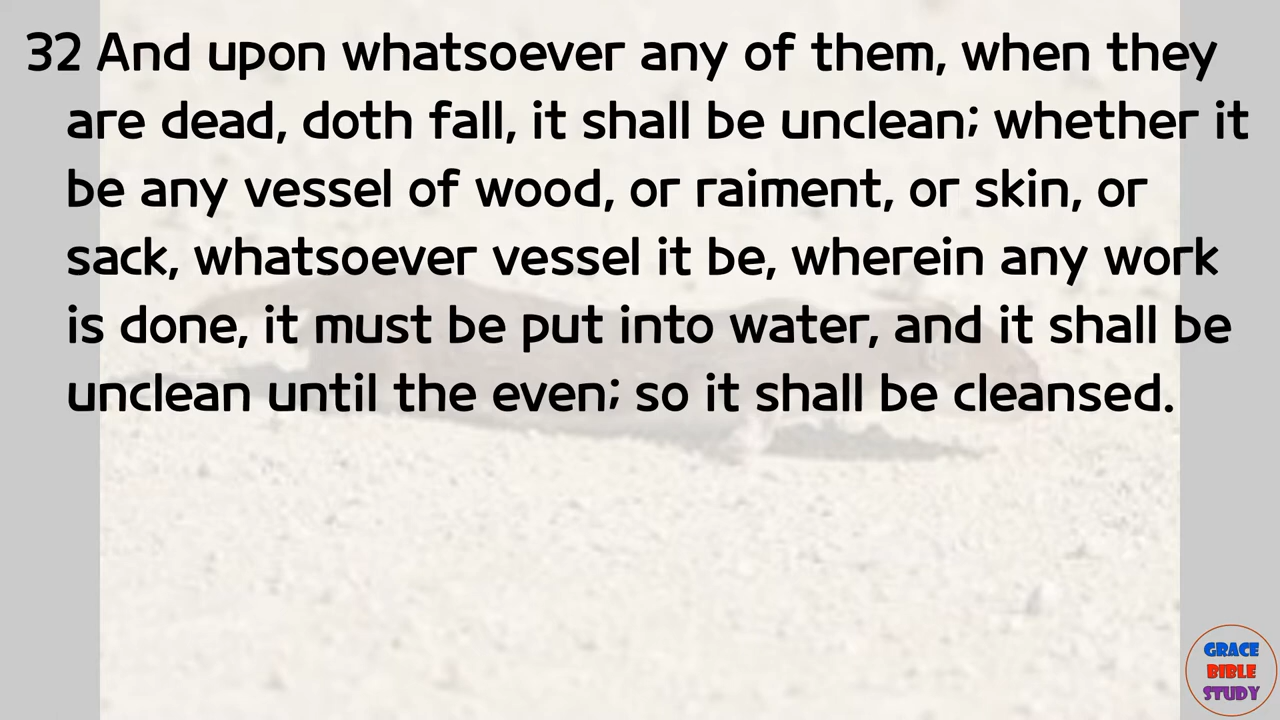 32 And upon whatsoever any of them, when they
are dead, doth fall, it shall be unclean; whether it
be any vessel of wood, or raiment, or skin, or
sack, whatsoever vessel it be, wherein any work
is done, it must be put into water, and it shall be
unclean until the even; so it shall be cleansed.
GRACE
BIBLE
STUDY